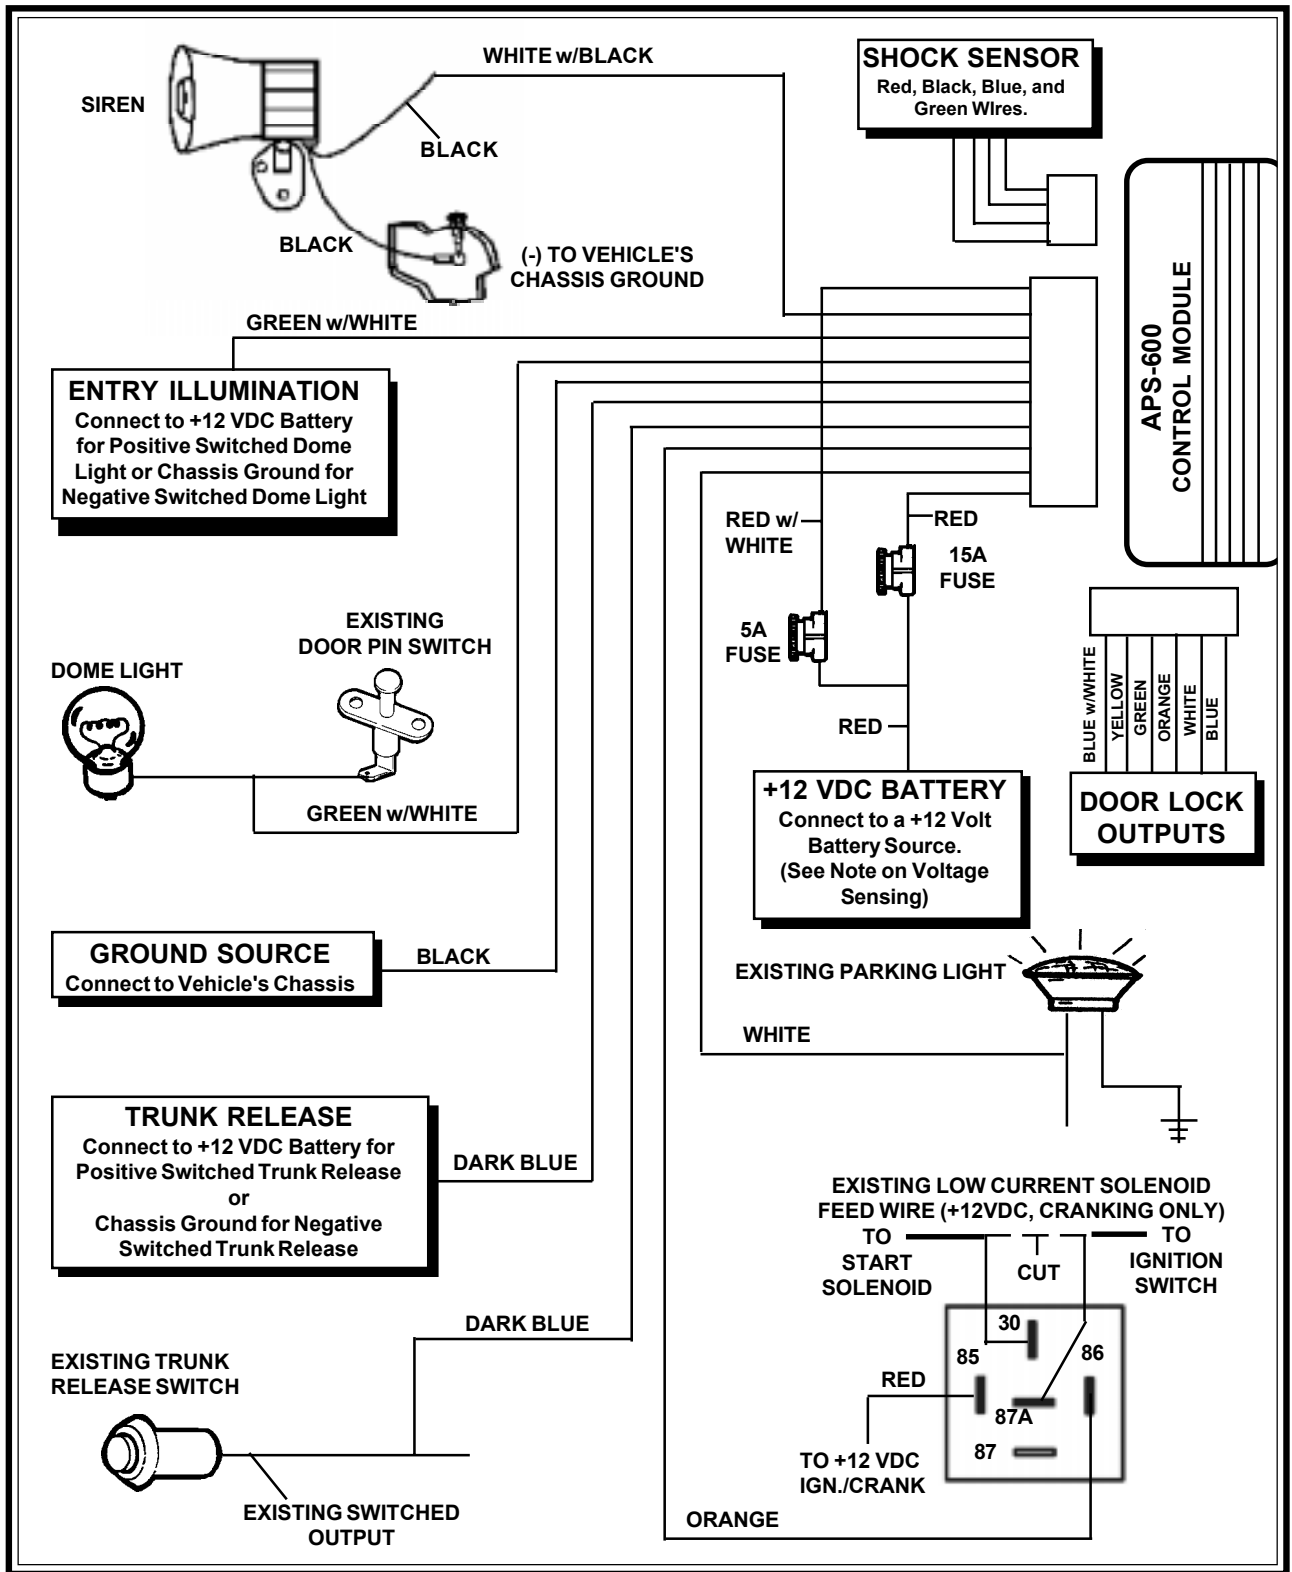 WHITE w/BLACK
SIREN
BLACK
BLACK
(-) TO VEHICLE'S
CHASSIS GROUND
SHOCK SENSOR
Red, Black, Blue, and
Green WIres.
APS-600
CONTROL MODULE
GREEN w/WHITE
ENTRY ILLUMINATION
Connect to +12 VDC Battery
for Positive Switched Dome
Light or Chassis Ground for
Negative Switched Dome Light
RED w/
WHITE
RED
15A
FUSE
5A
FUSE
RED
EXISTING
DOOR PIN SWITCH
DOME LIGHT
GREEN w/WHITE
+12 VDC BATTERY
Connect to a +12 Volt
Battery Source.
(See Note on Voltage
Sensing)
BLUE w/WHITE
YELLOW
GREEN
ORANGE
WHITE
BLUE
DOOR LOCK
OUTPUTS
GROUND SOURCE
Connect to Vehicle's Chassis
BLACK
EXISTING PARKING LIGHT
WHITE
TRUNK RELEASE
Connect to +12 VDC Battery for
Positive Switched Trunk Release
or
Chassis Ground for Negative
Switched Trunk Release
DARK BLUE
EXISTING LOW CURRENT SOLENOID
FEED WIRE (+12VDC, CRANKING ONLY)
TO
START
SOLENOID
CUT
TO
IGNITION
SWITCH
DARK BLUE
EXISTING TRUNK
RELEASE SWITCH
EXISTING SWITCHED
OUTPUT
30
85
86
87A
87
RED
TO +12 VDC
IGN./CRANK
ORANGE